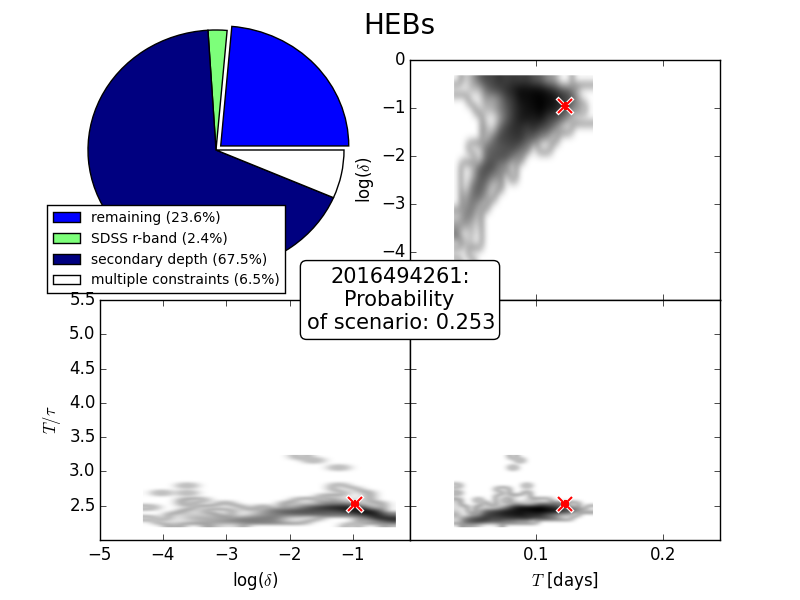 HEBs
remaining (23.6%)
SDSS r-band (2.4%)
secondary depth (67.5%)
multiple constraints (6.5%)
0
−1
−2
−3
−4
log(δ)
2016494261:
Probability
of scenario: 0.253
5.5
5.0
4.5
4.0
3.5
3.0
2.5
T/τ
−5
−4
−3
−2
−1
log(δ)
0.1
0.2
T [days]